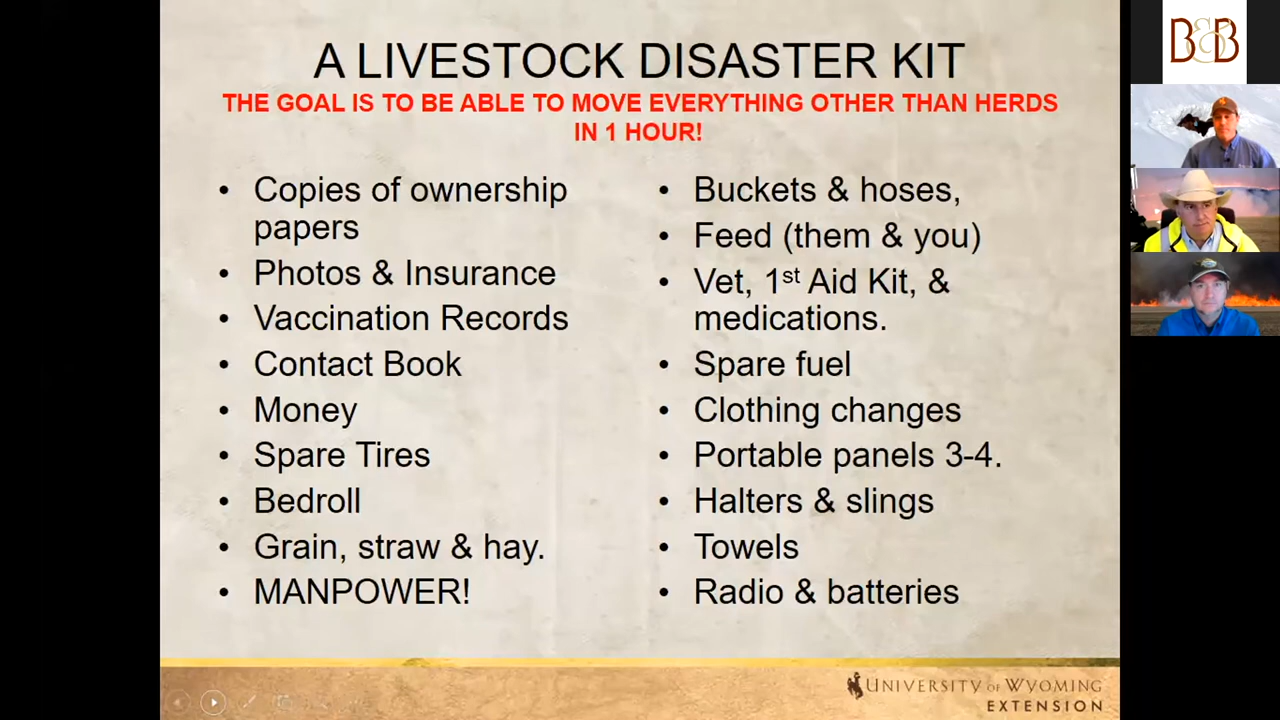 A LIVESTOCK DISASTER KIT
THE GOAL IS TO BE ABLE TO MOVE EVERYTHING OTHER THAN HERDS
IN 1 HOUR!
• Copies of ownership
papers
• Photos & Insurance
• Vaccination Records
• Contact Book
• Money
• Spare Tires
• Bedroll
• Grain, straw & hay.
• MANPOWER!
• Buckets & hoses,
• Feed (them & you)
• Vet, 1st Aid Kit, &
medications.
• Spare fuel
• Clothing changes
• Portable panels 3-4.
• Halters & slings
• Towels
• Radio & batteries
UNIVERSITY OF WYOMING
EXTENSION
B&B